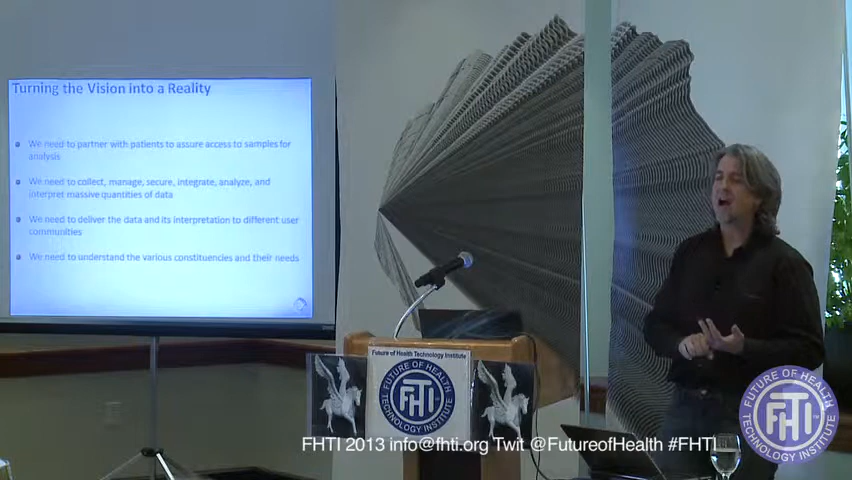 Turning the Vision into a Reality
We need to partner with patients to assure access to samples for
analysis
We need to collect, manage, secure, integrate, analyze, and
interpret massive quantities of data
We need to deliver the data and its interpretation to different user
communities
We need to understand the various constituencies and their needs
Future of Health Technology Institute
FUTURE OF HEALTH
FHTI
TECHNOLOGY INSTITUTE
FUTURE OF HEALTH
FHTI
TECHNOLOGY INSTITUTE
FHTI 2013 info@fhti.org Twit @FutureofHealth #FHTI